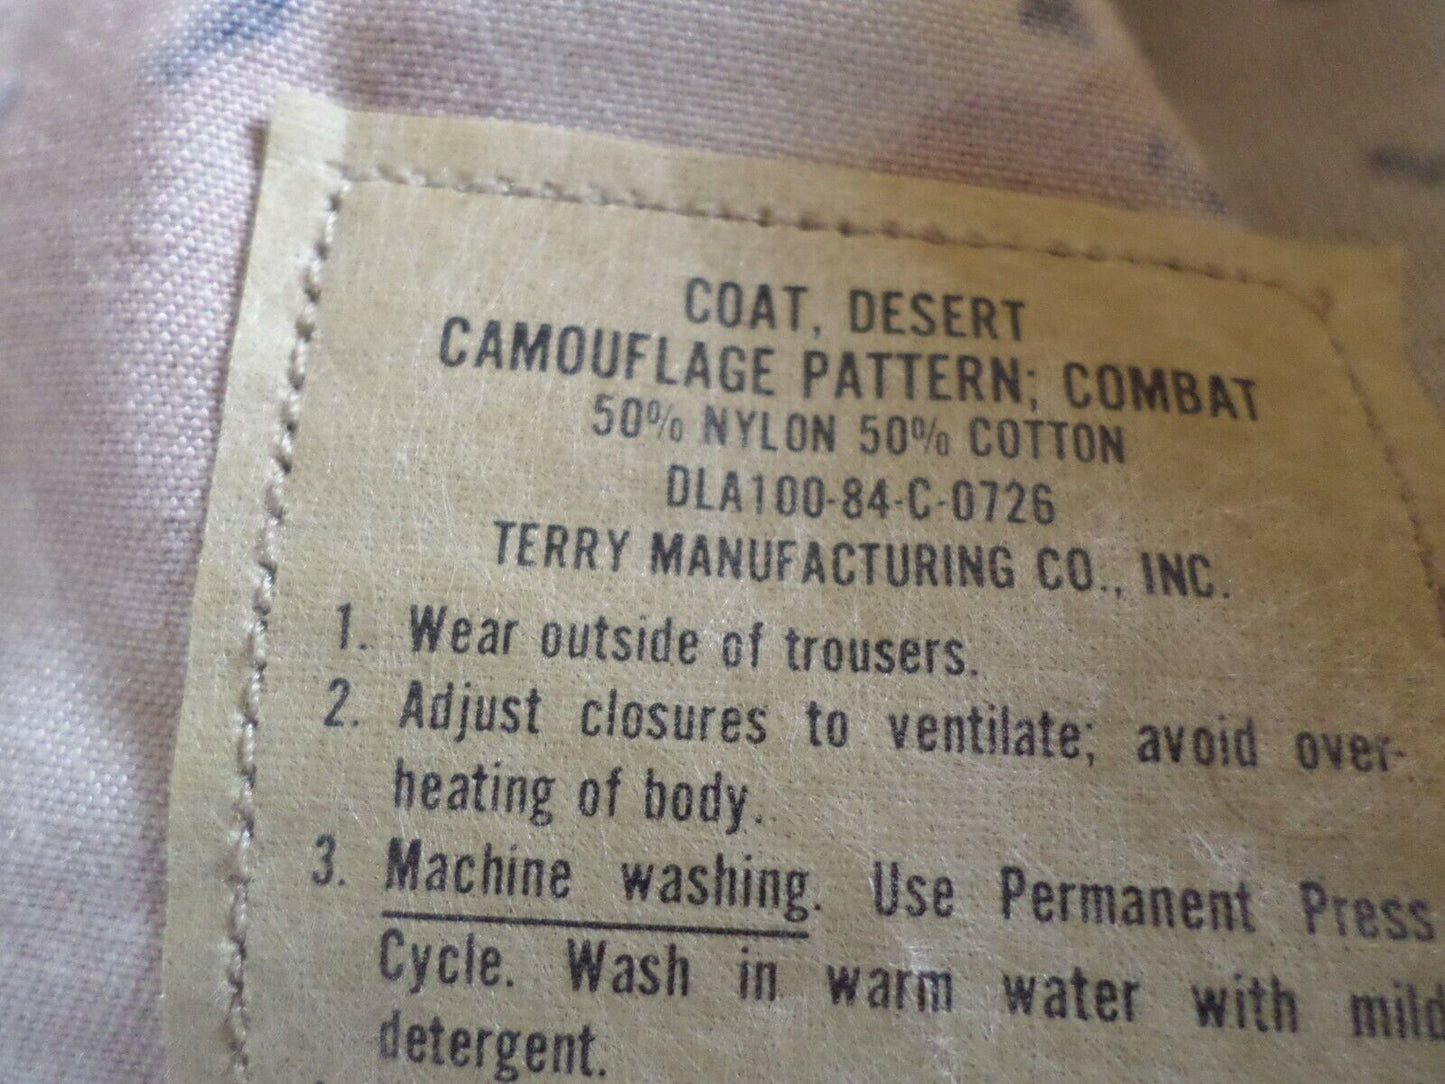 COAT, DESERT
CAMOUFLAGE PATTERN; COMBAT
50% NYLON 50% COTTON
DLA100-84-C-0726
TERRY MANUFACTURING CO., INC.
1. Wear outside of trousers.
2. Adjust closures to ventilate; avoid over-
heating of body.
3. Machine washing. Use Permanent Press
Cycle. Wash in warm water with mild
detergent.